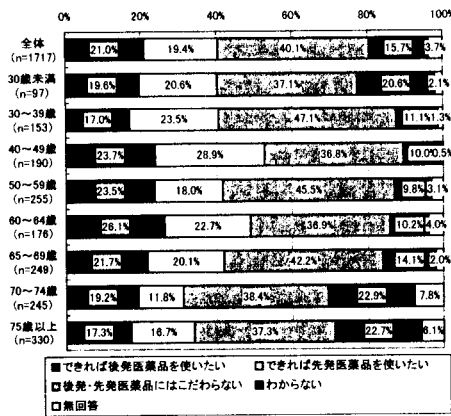 0% 20% 40% 60% 80% 100%
全体 21.0% 19.4% 40.1% 15.7% 3.7%
(n=1717)
30歳未満 19.6% 20.6% 37.1% 20.6% 2.1%
(n=97)
30～39歳 17.0% 23.5% 47.1% 11.1% 1.3%
(n=153)
40～49歳 23.7% 28.9% 36.8% 10.0% 0.5%
(n=190)
50～59歳 23.5% 18.0% 45.5% 9.8% 3.1%
(n=255)
60～64歳 26.1% 22.7% 36.9% 10.2% 4.0%
(n=176)
65～69歳 21.7% 20.1% 42.2% 14.1% 2.0%
(n=249)
70～74歳 19.2% 11.8% 38.4% 22.9% 7.8%
(n=245)
75歳以上 17.3% 16.7% 37.3% 22.7% 6.1%
(n=330)
■できれば後発医薬品を使いたい □できれば先発医薬品を使いたい
■後発・先発医薬品にはこだわらない ■わからない
□無回答